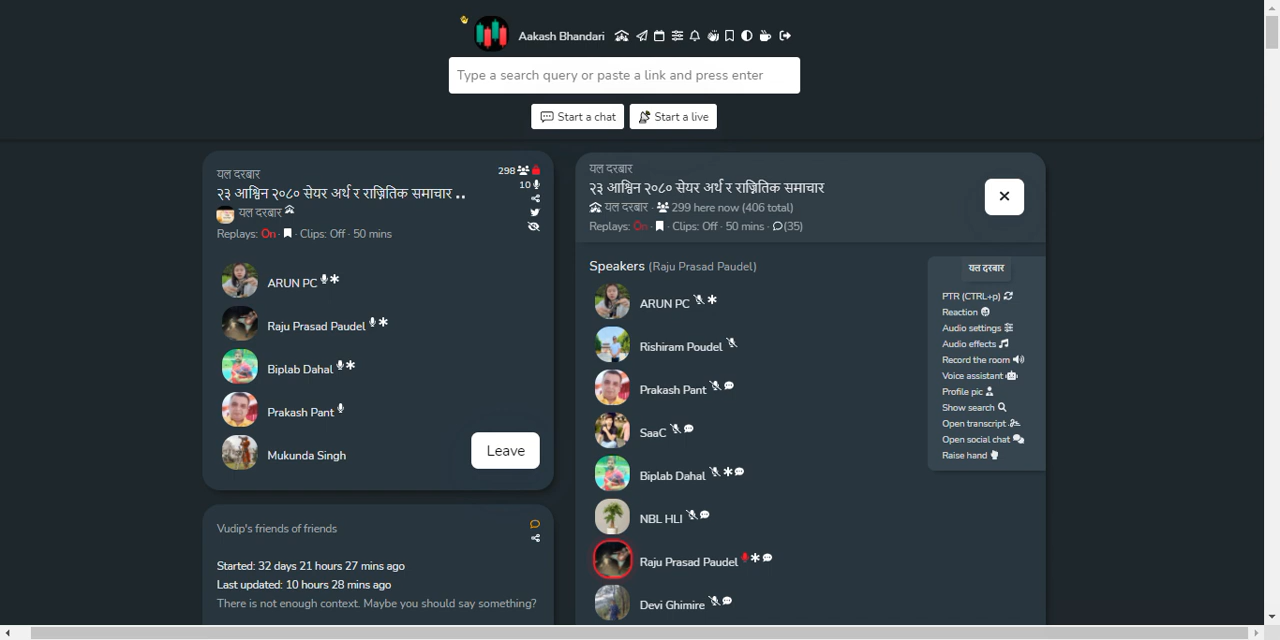 Aakash Bhandari
Type a search query or paste a link and press enter
Start a chat
Start a live
यल दरबार
298
२३ आश्विन २०८० सेयर अर्थ र राज्नितिक समाचार ..
10
यल दरबार
Replays: On · · Clips: Off · 50 mins
ARUN PC
Raju Prasad Paudel
Biplab Dahal
Prakash Pant
Mukunda Singh
Leave
Vudip's friends of friends
Started: 32 days 21 hours 27 mins ago
Last updated: 10 hours 28 mins ago
There is not enough context. Maybe you should say something?
यल दरबार
२३ आश्विन २०८० सेयर अर्थ र राज्नितिक समाचार
यल दरबार · 299 here now (406 total)
Replays: On · · Clips: Off · 50 mins · (35)
Speakers (Raju Prasad Paudel)
ARUN PC
Rishiram Poudel
Prakash Pant
SaaC
Biplab Dahal
NBL HLI
Raju Prasad Paudel
Devi Ghimire
यल दरबार
PTR (CTRL+p)
Reaction
Audio settings
Audio effects
Record the room
Voice assistant
Profile pic
Show search
Open transcript
Open social chat
Raise hand